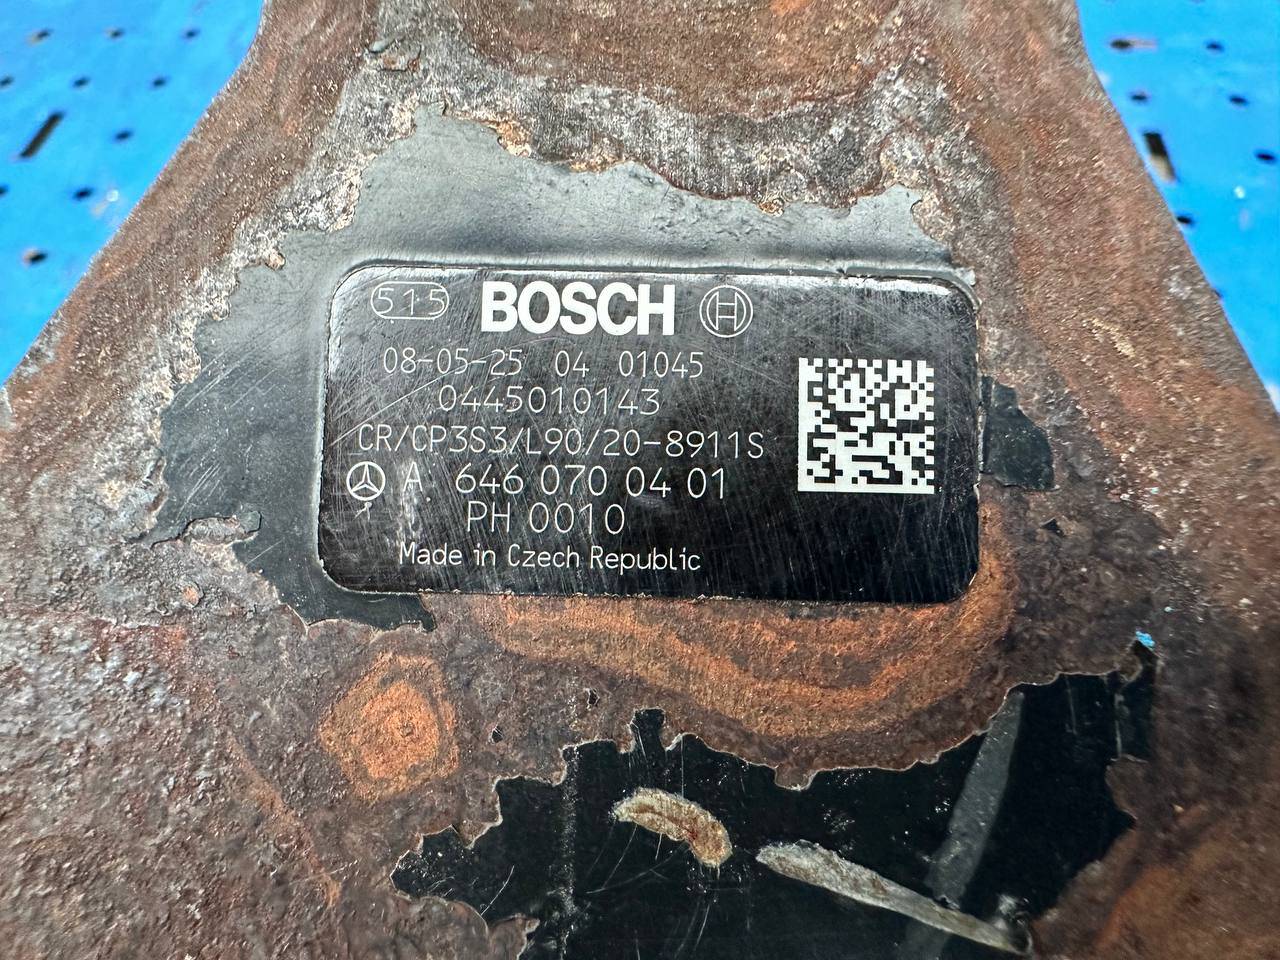 515 BOSCH
08-05-25 04 01045
0445010143
CR/CP3S3/L90/20-8911S
A 646 070 04 01
PH 0010
Made in Czech Republic